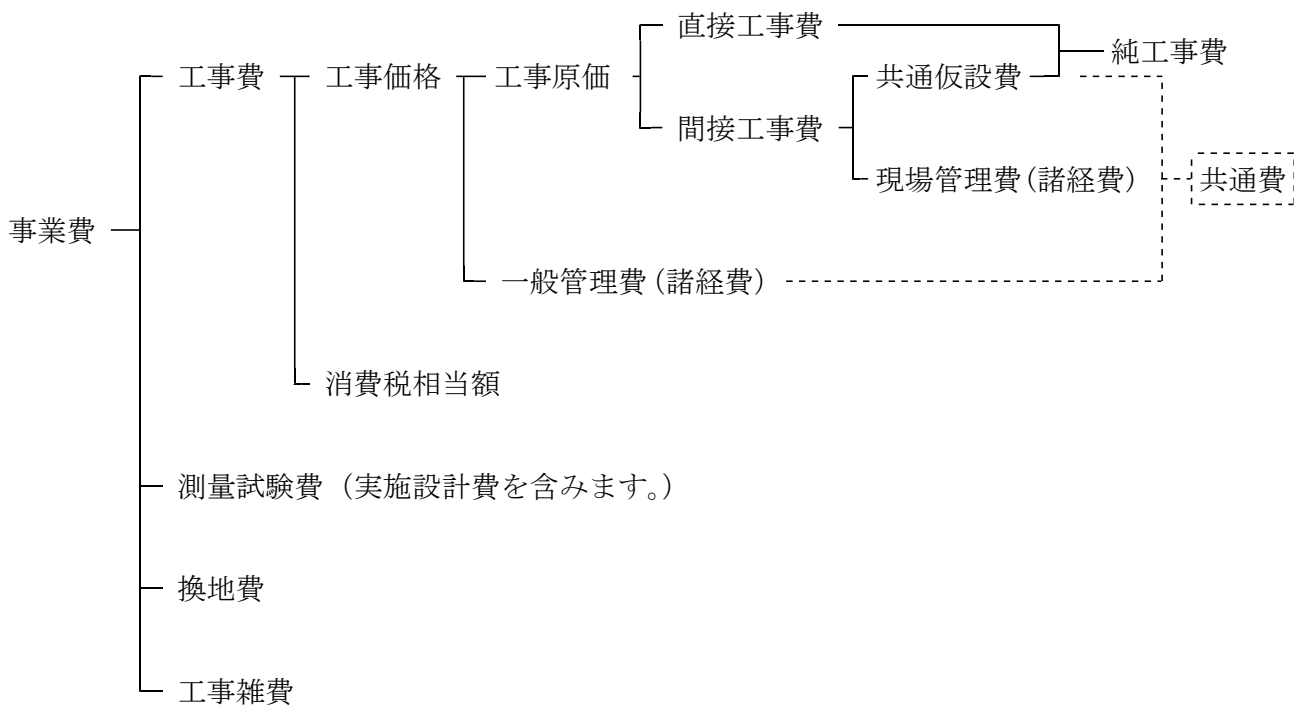 直接工事費
純工事費
工事費
工事価格
工事原価
共通仮設費
間接工事費
現場管理費(諸経費)
共通費
事業費
一般管理費(諸経費)
消費税相当額
測量試験費（実施設計費を含みます。）
換地費
工事雑費